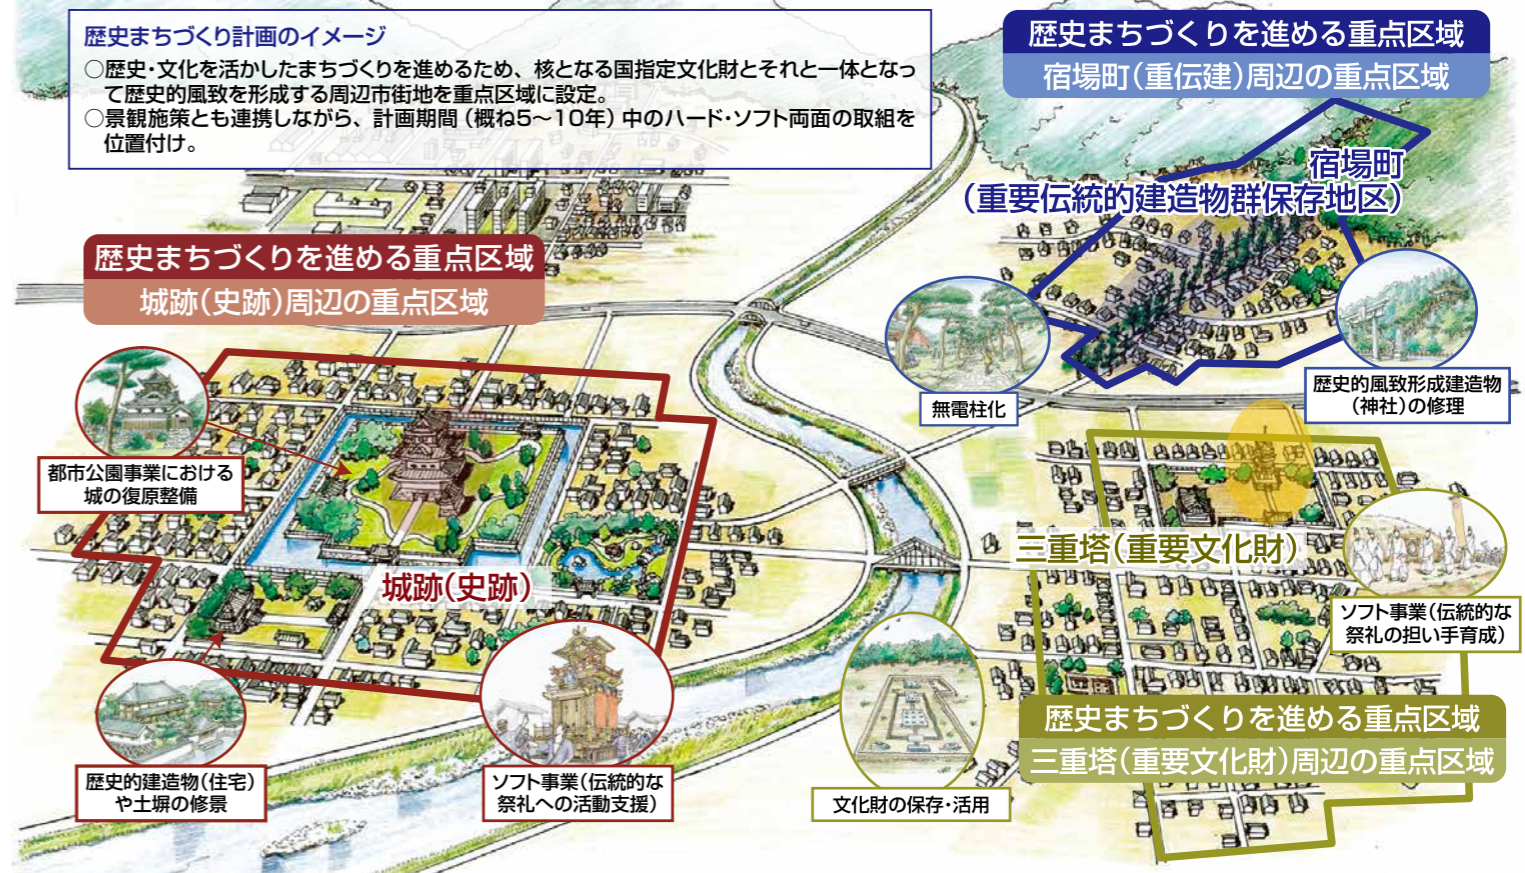 歴史まちづくり計画のイメージ
○歴史・文化を活かしたまちづくりを進めるため、核となる国指定文化財とそれと一体となっ
て歴史的風致を形成する周辺市街地を重点区域に設定。
○景観施策とも連携しながら、計画期間（概ね5～10年）中のハード・ソフト両面の取組を
位置付け。
歴史まちづくりを進める重点区域
宿場町（重伝建）周辺の重点区域
宿場町
（重要伝統的建造物群保存地区）
無電柱化
歴史的風致形成建造物
（神社）の修理
歴史まちづくりを進める重点区域
城跡（史跡）周辺の重点区域
都市公園事業における
城の復原整備
城跡（史跡）
歴史的建造物（住宅）
や土塀の修景
ソフト事業（伝統的な
祭礼への活動支援）
三重塔（重要文化財）
ソフト事業（伝統的な
祭礼の担い手育成）
文化財の保存・活用
歴史まちづくりを進める重点区域
三重塔（重要文化財）周辺の重点区域